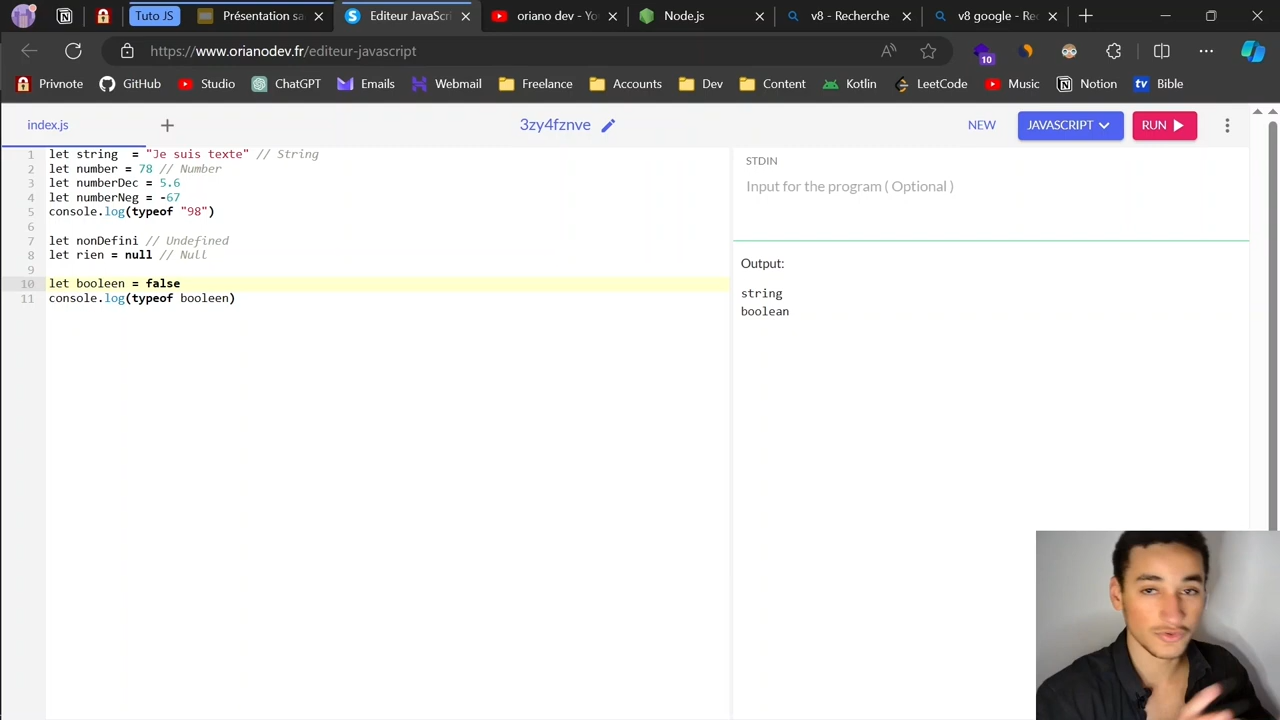 Tuto JS
Présentation sa
Editeur JavaScri
oriano dev - Yo
Node.js
v8 - Recherche
v8 google - Rec
https://www.orianodev.fr/editeur-javascript
10
Privnote
GitHub
Studio
ChatGPT
Emails
Webmail
Freelance
Accounts
Dev
Content
Kotlin
LeetCode
Music
Notion
tv Bible
index.js
3zy4fznve
NEW
JAVASCRIPT
RUN
1 let string  = "Je suis texte" // String
2 let number = 78 // Number
3 let numberDec = 5.6
4 let numberNeg = -67
5 console.log(typeof "98")
6
7 let nonDefini // Undefined
8 let rien = null // Null
9
10 let booleen = false
11 console.log(typeof booleen)
STDIN
Input for the program ( Optional )
Output:
string
boolean